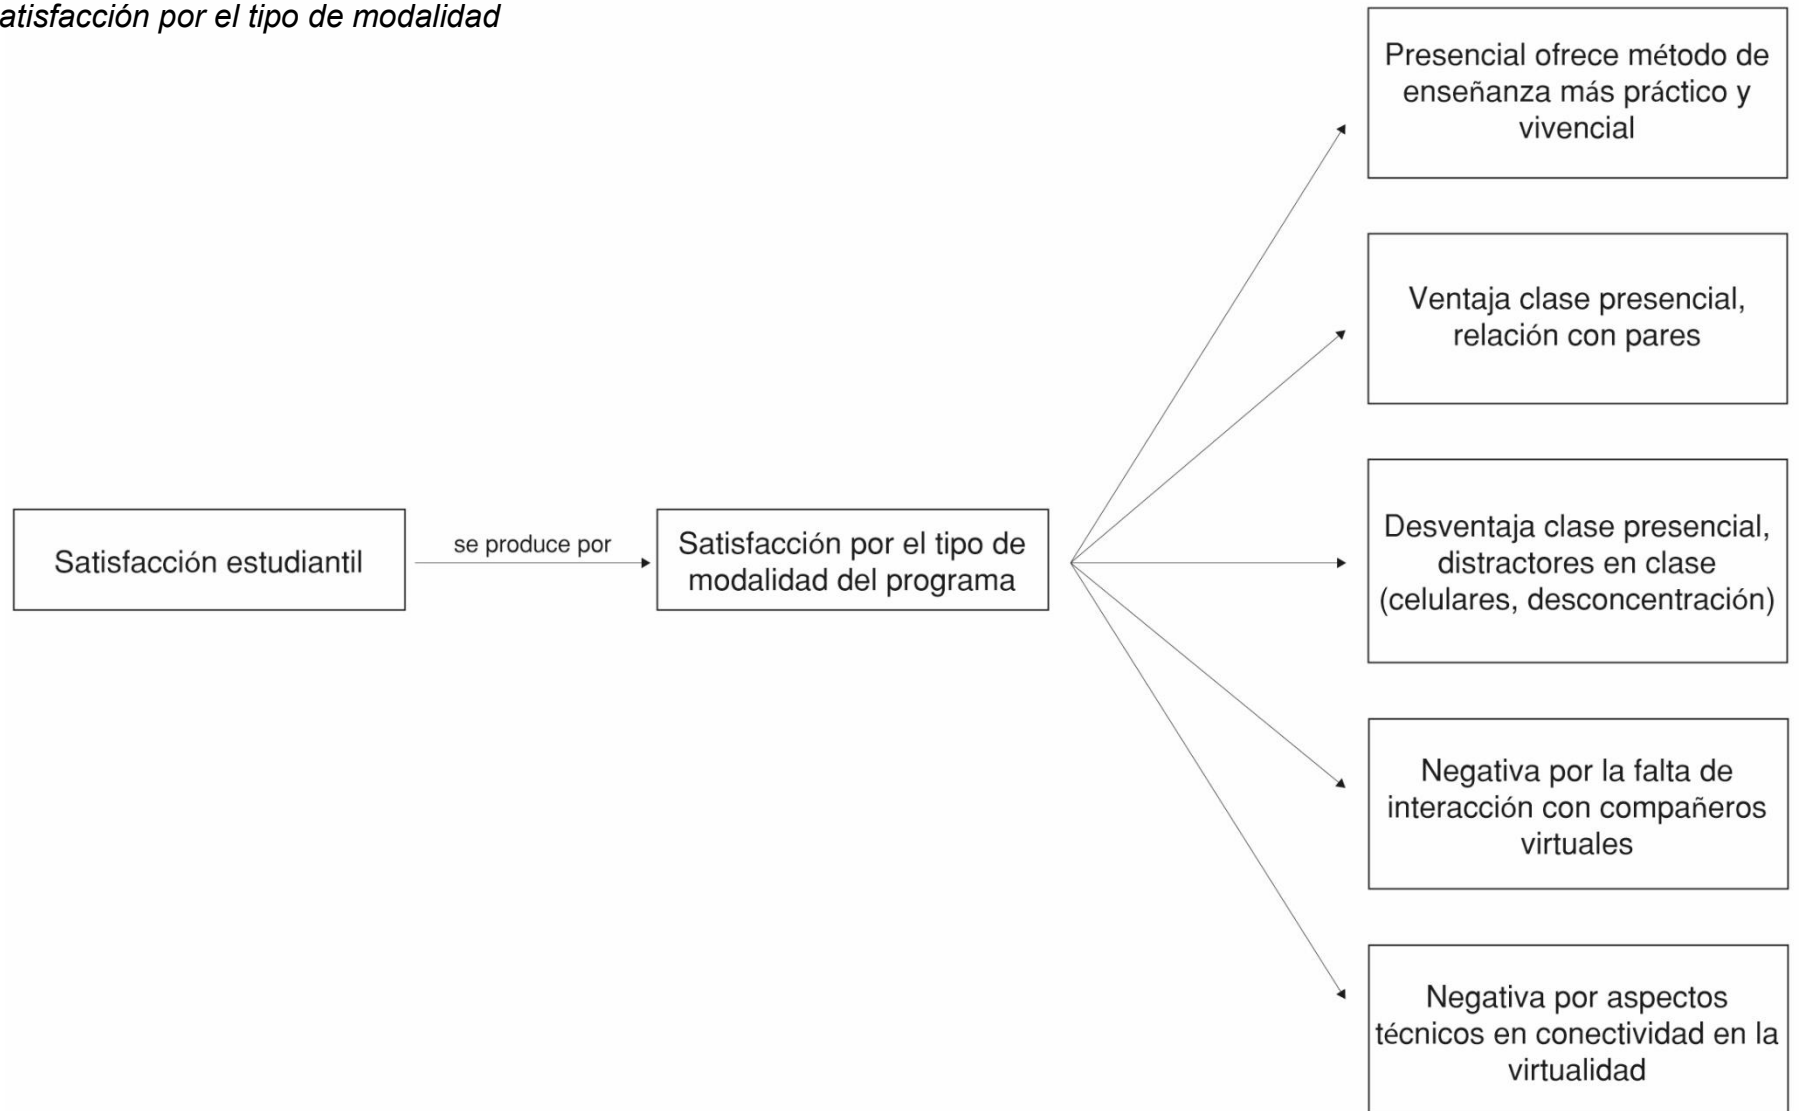 atisfacción por el tipo de modalidad
Presencial ofrece método de
enseñanza más práctico y
vivencial
Ventaja clase presencial,
relación con pares
Satisfacción estudiantil
se produce por
Satisfacción por el tipo de
modalidad del programa
Desventaja clase presencial,
distractores en clase
(celulares, desconcentración)
Negativa por la falta de
interacción con compañeros
virtuales
Negativa por aspectos
técnicos en conectividad en la
virtualidad